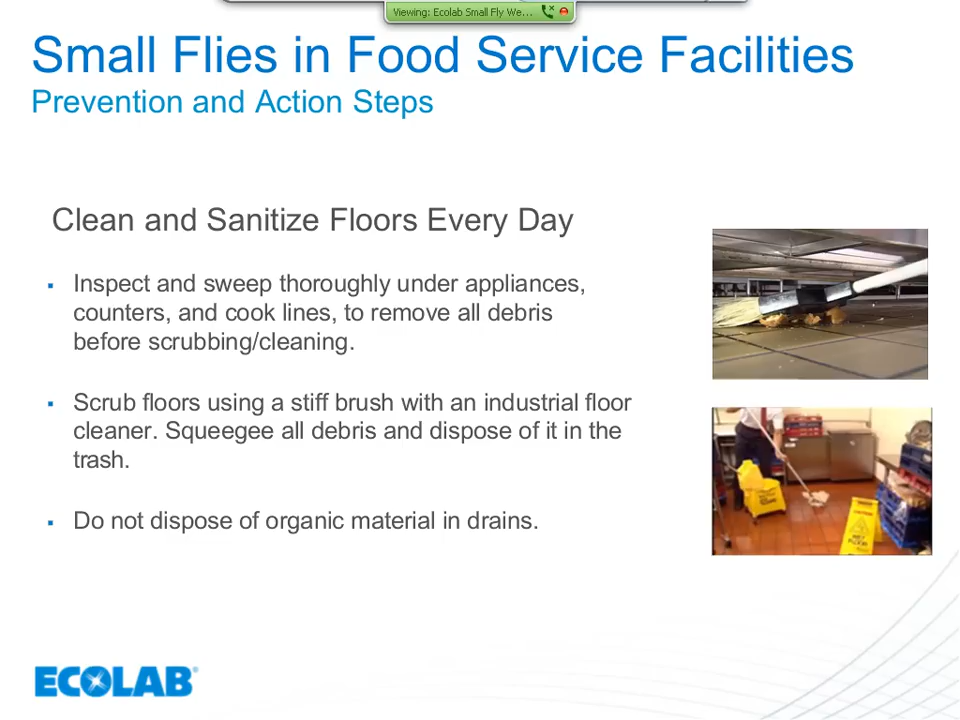 Viewing: Ecolab Small Fly We...
Small Flies in Food Service Facilities
Prevention and Action Steps
Clean and Sanitize Floors Every Day
▪ Inspect and sweep thoroughly under appliances,
counters, and cook lines, to remove all debris
before scrubbing/cleaning.
▪ Scrub floors using a stiff brush with an industrial floor
cleaner. Squeegee all debris and dispose of it in the
trash.
▪ Do not dispose of organic material in drains.
WET
FLOOR
ECOLAB®